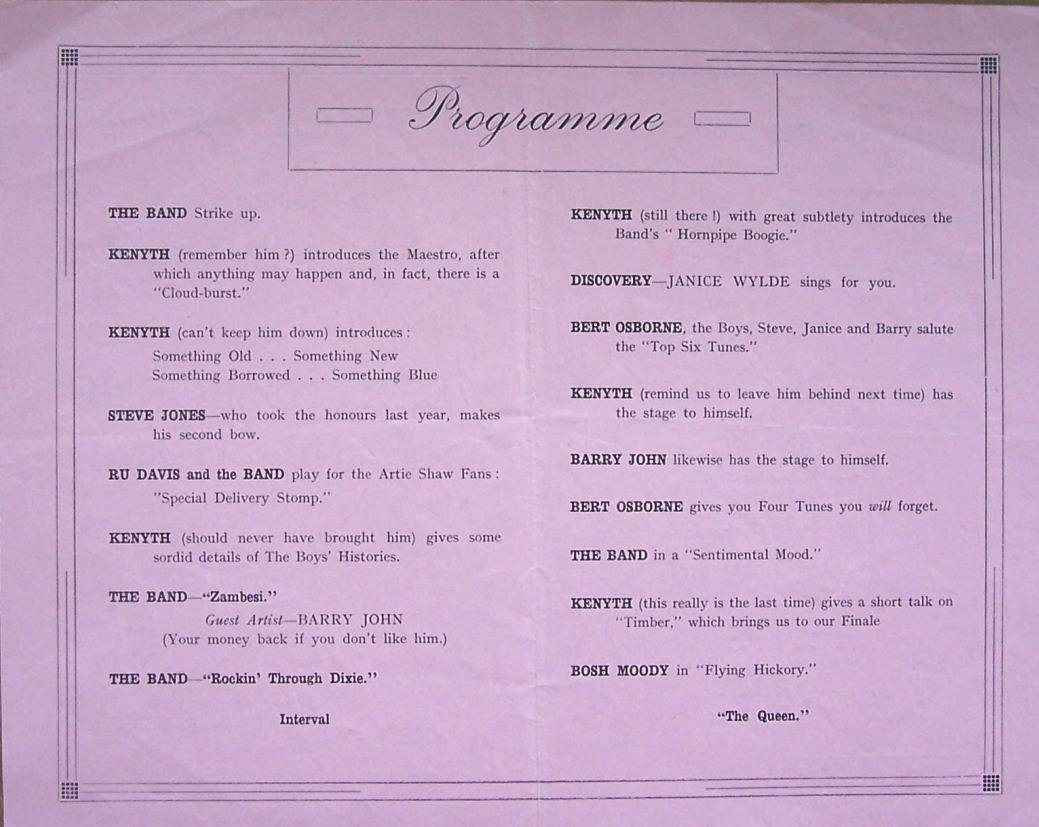 Programme
THE BAND Strike up.
KENYTH (remember him ?) introduces the Maestro, after
which anything may happen and, in fact, there is a
"Cloud-burst."
KENYTH (can't keep him down) introduces :
Something Old . . . Something New
Something Borrowed . . . Something Blue
STEVE JONES—who took the honours last year, makes
his second bow.
RU DAVIS and the BAND play for the Artie Shaw Fans :
"Special Delivery Stomp."
KENYTH (should never have brought him) gives some
sordid details of The Boys' Histories.
THE BAND—"Zambesi."
Guest Artist—BARRY JOHN
(Your money back if you don't like him.)
THE BAND—"Rockin' Through Dixie."
Interval
KENYTH (still there !) with great subtlety introduces the
Band's " Hornpipe Boogie."
DISCOVERY—JANICE WYLDE sings for you.
BERT OSBORNE, the Boys, Steve, Janice and Barry salute
the "Top Six Tunes."
KENYTH (remind us to leave him behind next time) has
the stage to himself.
BARRY JOHN likewise has the stage to himself.
BERT OSBORNE gives you Four Tunes you will forget.
THE BAND in a "Sentimental Mood."
KENYTH (this really is the last time) gives a short talk on
"Timber," which brings us to our Finale
BOSH MOODY in "Flying Hickory."
"The Queen."